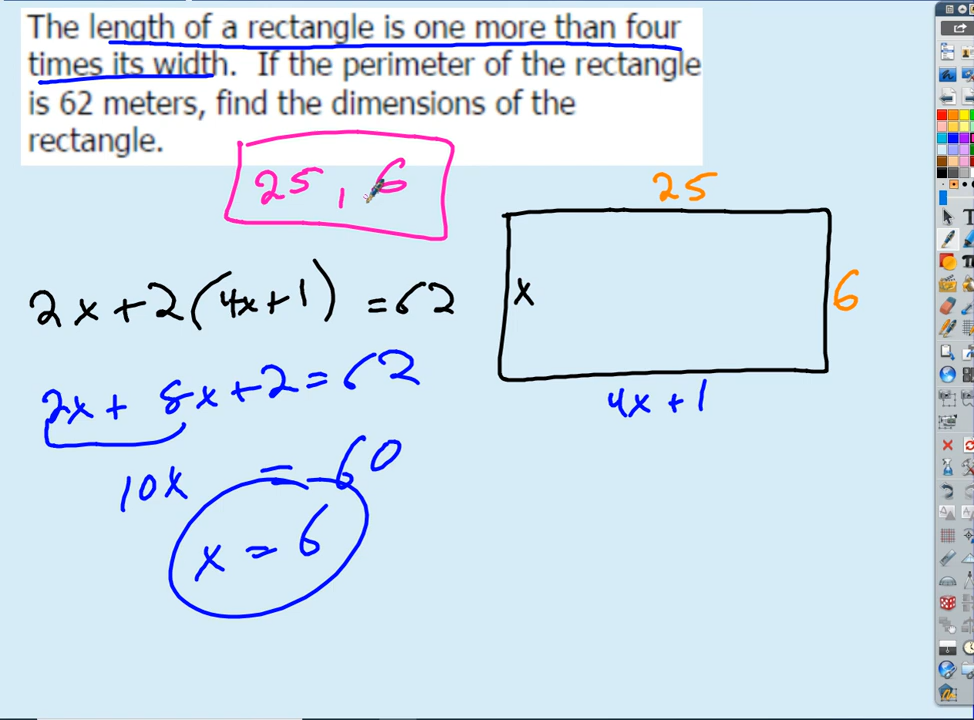 The length of a rectangle is one more than four
times its width. If the perimeter of the rectangle
is 62 meters, find the dimensions of the
rectangle.
25, 6
25
2x+2(4x+1) =62
x
6
2x+ 8x+2=62
4x+1
10x = 60
x = 6